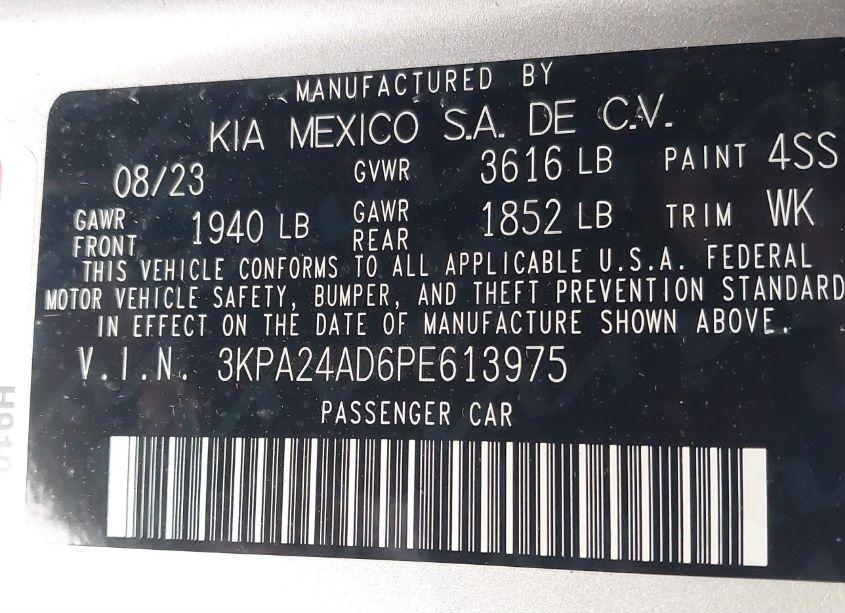 MANUFACTURED BY
KIA MEXICO S.A. DE C.V.
08/23 GVWR 3616 LB PAINT 4SS
GAWR FRONT 1940 LB GAWR REAR 1852 LB TRIM WK
THIS VEHICLE CONFORMS TO ALL APPLICABLE U.S.A. FEDERAL
MOTOR VEHICLE SAFETY, BUMPER, AND THEFT PREVENTION STANDARD
IN EFFECT ON THE DATE OF MANUFACTURE SHOWN ABOVE.
V.I.N. 3KPA24AD6PE613975
PASSENGER CAR